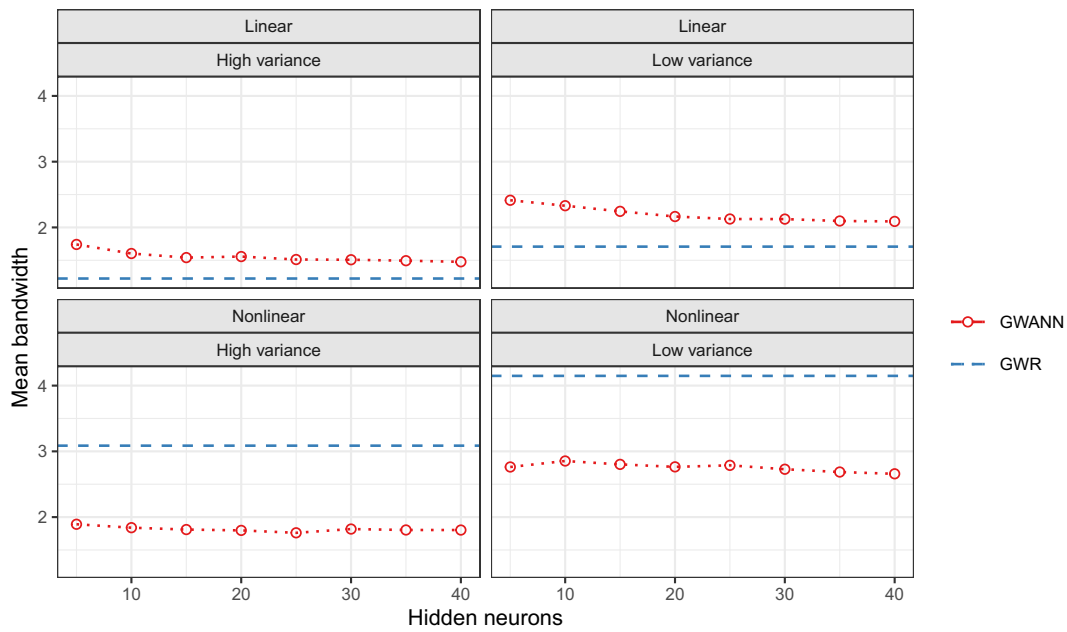 Linear
Linear
High variance
Low variance
4
3
2
Nonlinear
Nonlinear
High variance
Low variance
4
3
2
10
20
30
40
10
20
30
40
Hidden neurons
Mean bandwidth
GWANN
GWR